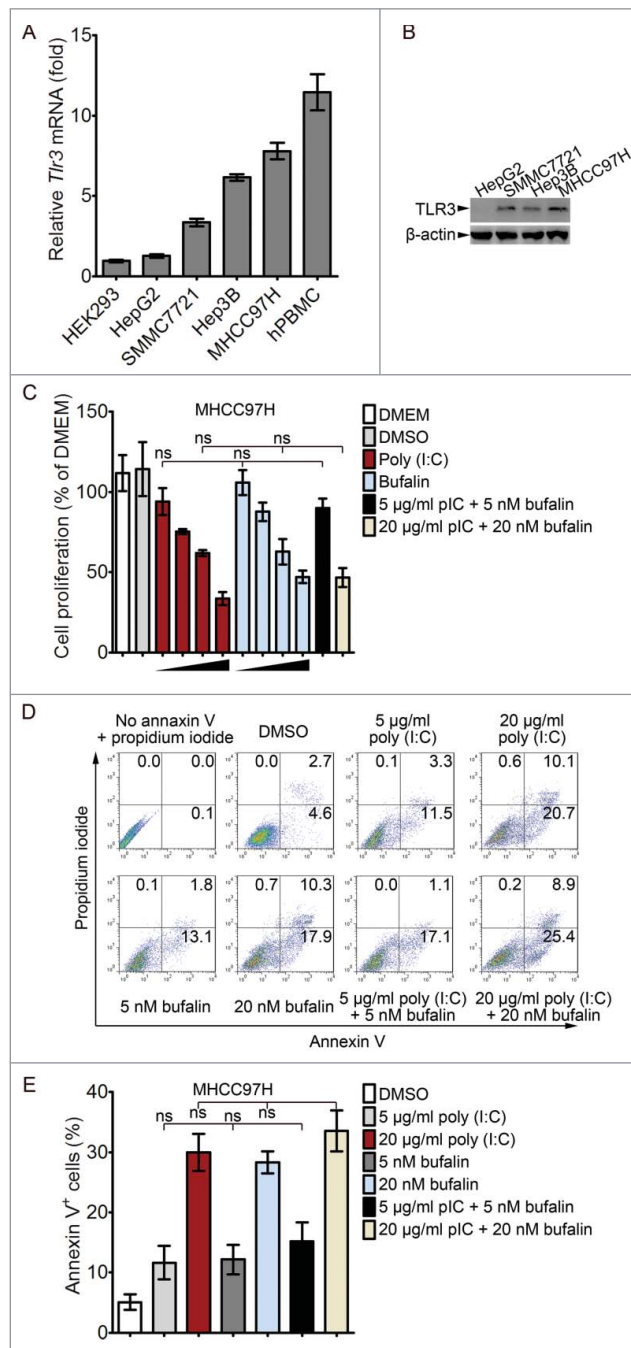 A
Relative Tlr3 mRNA (fold)
15
10
5
0
HEK293
HepG2
SMMC7721
Hep3B
MHCC97H
hPBMC
B
HepG2
SMMC7721
Hep3B
MHCC97H
TLR3
β-actin
C
MHCC97H
Cell proliferation (% of DMEM)
150
100
50
0
ns ns
ns ns
DMEM
DMSO
Poly (I:C)
Bufalin
5 µg/ml pIC + 5 nM bufalin
20 µg/ml pIC + 20 nM bufalin
D
No annexin V
+ propidium iodide
DMSO
5 µg/ml
poly (I:C)
20 µg/ml
poly (I:C)
0.0 0.0
0.1
0.0 2.7
4.6
0.1 3.3
11.5
0.6 10.1
20.7
0.1 1.8
13.1
0.7 10.3
17.9
0.0 1.1
17.1
0.2 8.9
25.4
5 nM bufalin
20 nM bufalin
5 µg/ml poly (I:C)
+ 5 nM bufalin
20 µg/ml poly (I:C)
+ 20 nM bufalin
Propidium iodide
Annexin V
E
MHCC97H
Annexin V+ cells (%)
40
30
20
10
0
ns ns
ns ns
DMSO
5 µg/ml poly (I:C)
20 µg/ml poly (I:C)
5 nM bufalin
20 nM bufalin
5 µg/ml pIC + 5 nM bufalin
20 µg/ml pIC + 20 nM bufalin